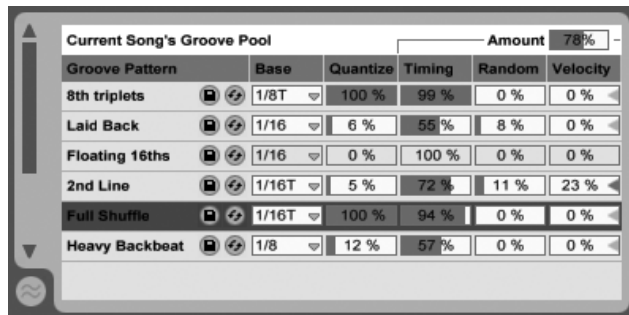 Current Song's Groove Pool Amount 78%
Groove Pattern Base Quantize Timing Random Velocity
8th triplets 1/8T 100 % 99 % 0 % 0 %
Laid Back 1/16 6 % 55 % 8 % 0 %
Floating 16ths 1/16 0 % 100 % 0 % 0 %
2nd Line 1/16T 5 % 72 % 11 % 23 %
Full Shuffle 1/16T 100 % 94 % 0 % 0 %
Heavy Backbeat 1/8 12 % 57 % 0 % 0 %